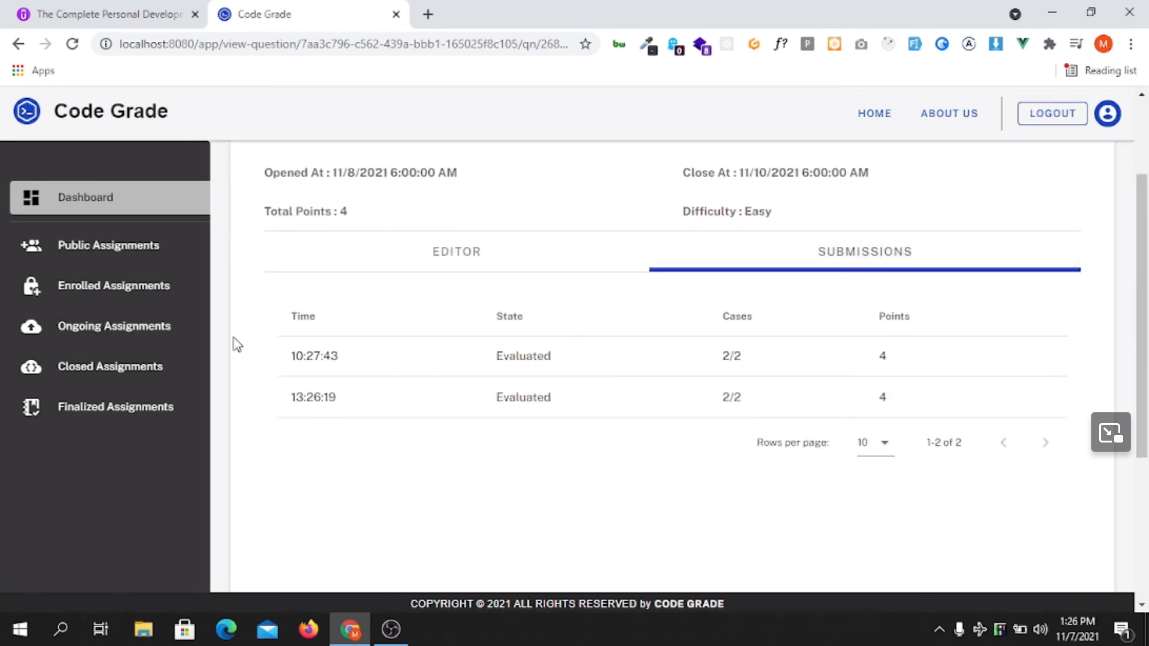 The Complete Personal Develop
Code Grade
localhost:8080/app/view-question/7aa3c796-c562-439a-bbb1-165025f8c105/qn/268...
Apps
Reading list
Code Grade
HOME
ABOUT US
LOGOUT
Dashboard
Public Assignments
Enrolled Assignments
Ongoing Assignments
Closed Assignments
Finalized Assignments
Opened At : 11/8/2021 6:00:00 AM
Close At : 11/10/2021 6:00:00 AM
Total Points : 4
Difficulty : Easy
EDITOR
SUBMISSIONS
Time State Cases Points
10:27:43 Evaluated 2/2 4
13:26:19 Evaluated 2/2 4
Rows per page: 10 1-2 of 2
COPYRIGHT © 2021 ALL RIGHTS RESERVED by CODE GRADE
1:26 PM
11/7/2021